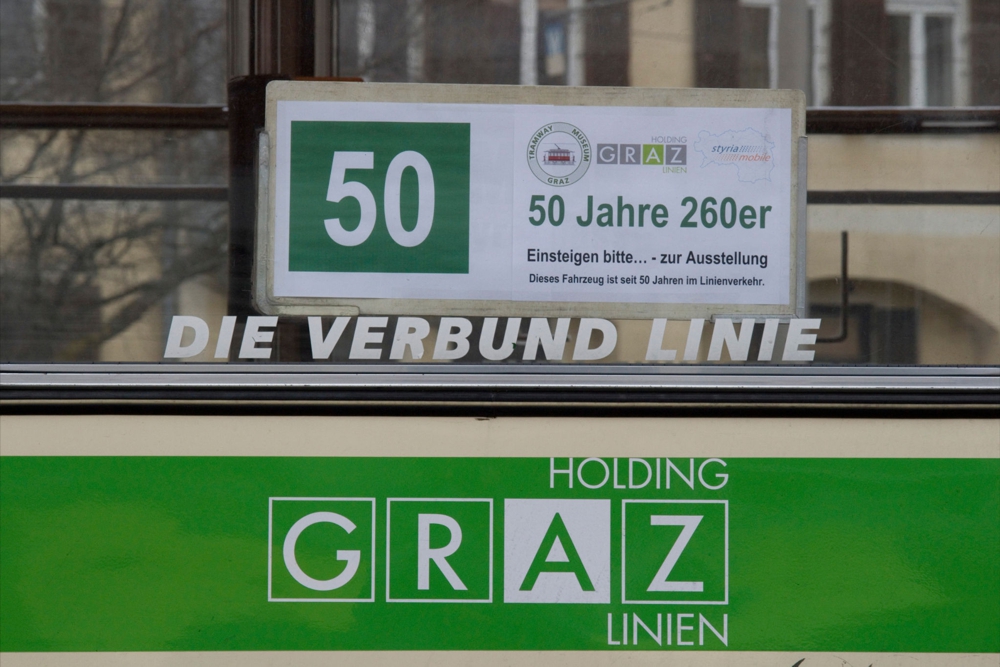 50
TRAMWAY MUSEUM
GRAZ
HOLDING
GRAZ
LINIEN
styria
mobile
50 Jahre 260er
Einsteigen bitte... - zur Ausstellung
Dieses Fahrzeug ist seit 50 Jahren im Linienverkehr.
DIE VERBUND LINIE
HOLDING
GRAZ
LINIEN